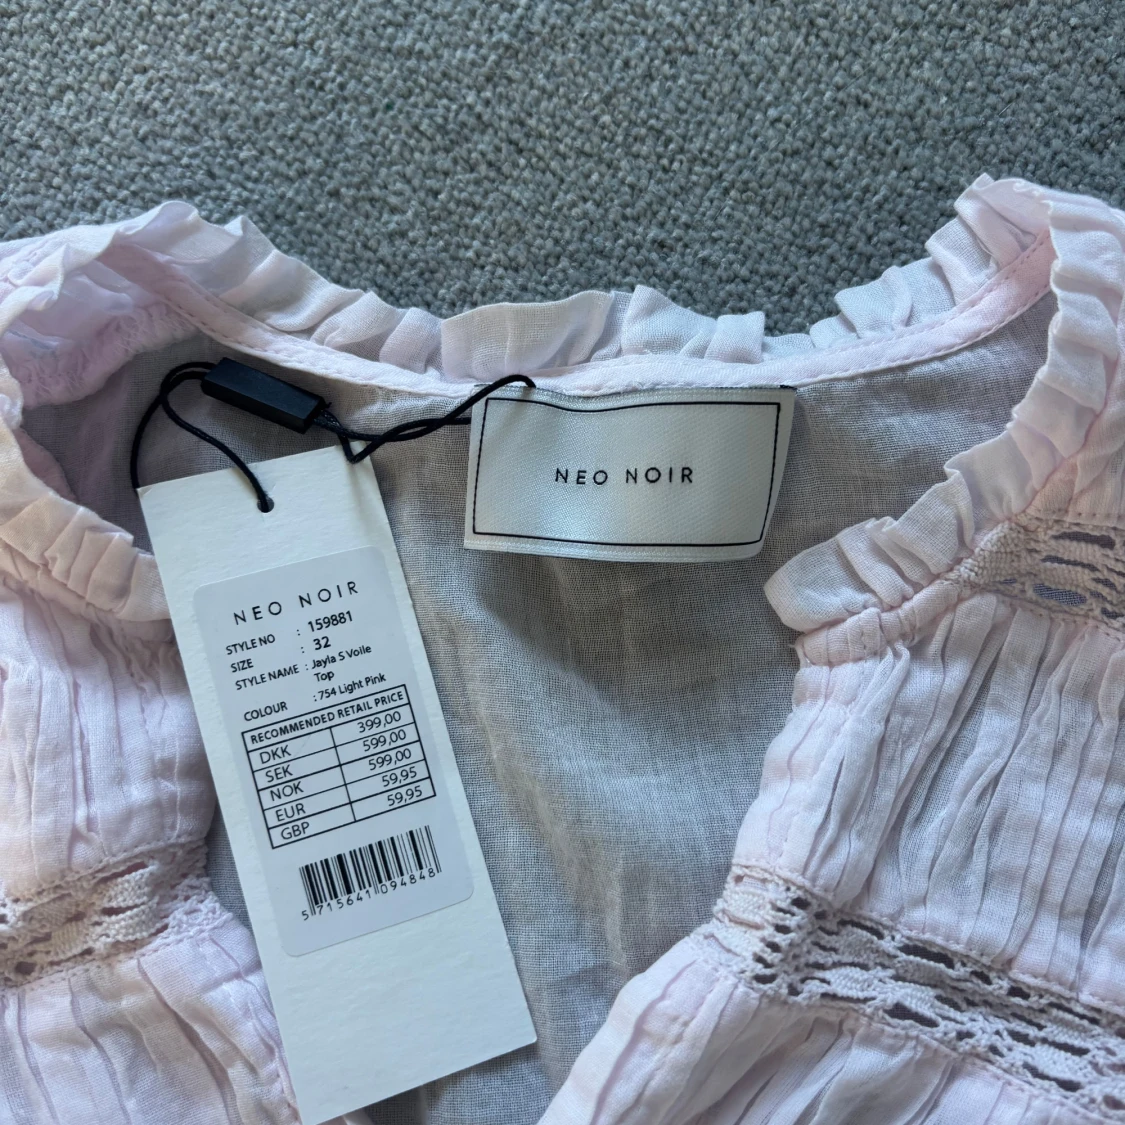 NEO NOIR
NEO NOIR
STYLE NO : 159881
SIZE : 32
STYLE NAME : Jayla S Voile
Top
COLOUR : 754 Light Pink
RECOMMENDED RETAIL PRICE
DKK 399,00
SEK 599,00
NOK 599,00
EUR 59,95
GBP 59,95
5 715641 094848